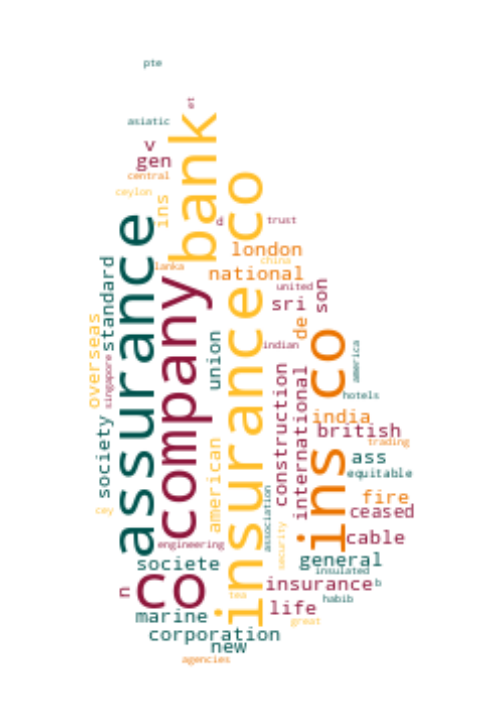 pte
et
asiatic
v
gen
central
ceylon
ins
bank
d
trust
assurance
insurance co
london
china
lanka
national
standard
company
united
sri
son
overseas
singapore
union
de
indian
ins co
america
hotels
society
american
construction
international
india
british
trading
ass
equitable
fire
ceased
cey
engineering
association
security
cable
general
insulated
societe
n
co
tea
insurance
b
habib
life
marine
great
corporation
new
agencies